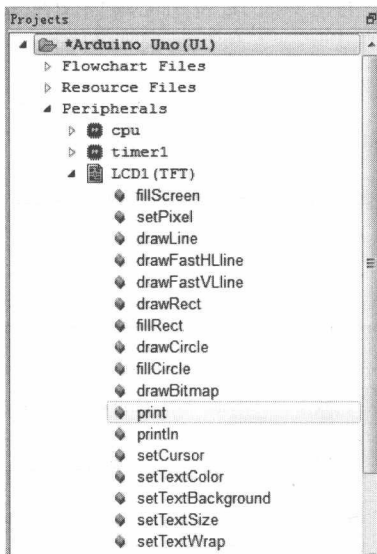 Projects
*Arduino Uno(U1)
Flowchart Files
Resource Files
Peripherals
cpu
timer1
LCD1(TFT)
fillScreen
setPixel
drawLine
drawFastHLline
drawFastVLline
drawRect
fillRect
drawCircle
fillCircle
drawBitmap
print
println
setCursor
setTextColor
setTextBackground
setTextSize
setTextWrap